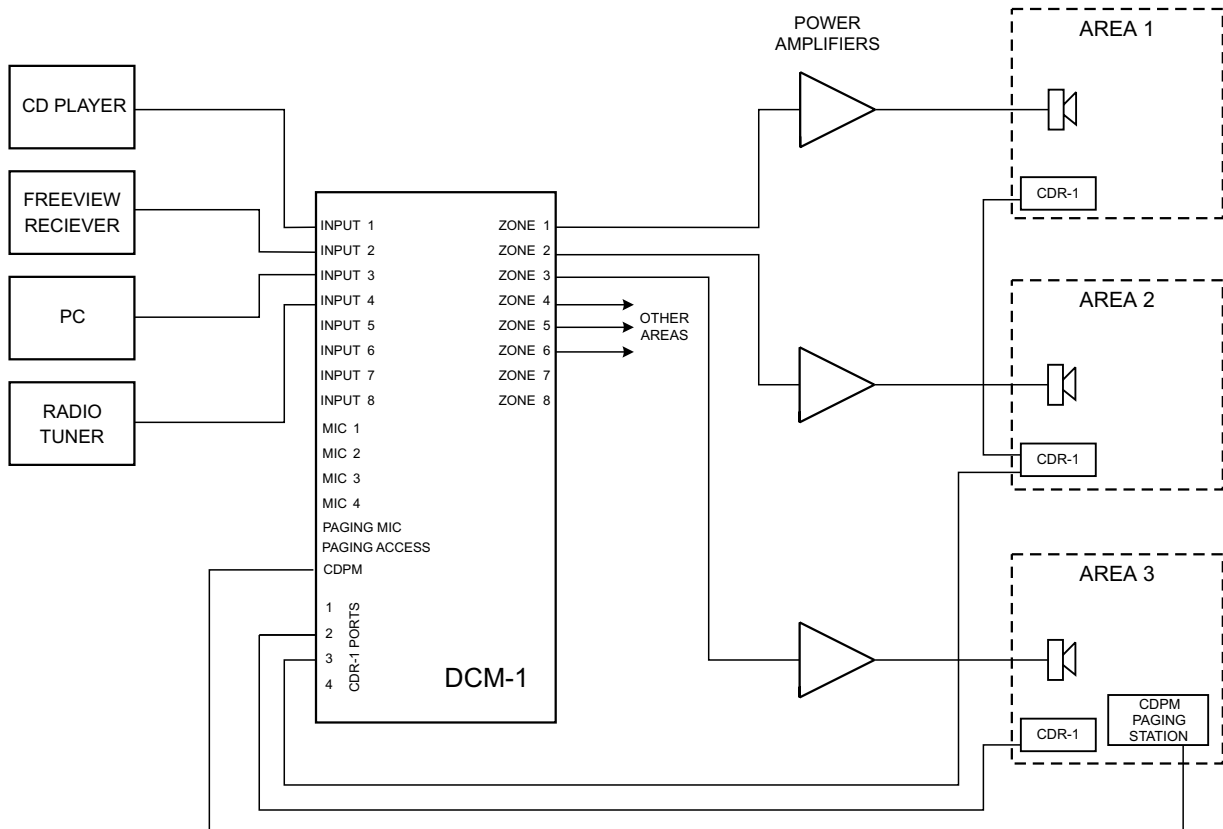 POWER
AMPLIFIERS
AREA 1
CD PLAYER
FREEVIEW
RECIEVER
PC
RADIO
TUNER
INPUT 1
INPUT 2
INPUT 3
INPUT 4
INPUT 5
INPUT 6
INPUT 7
INPUT 8
MIC 1
MIC 2
MIC 3
MIC 4
PAGING MIC
PAGING ACCESS
CDPM
1
2
3
4
CDR-1 PORTS
ZONE 1
ZONE 2
ZONE 3
ZONE 4
ZONE 5
ZONE 6
ZONE 7
ZONE 8
DCM-1
OTHER
AREAS
CDR-1
AREA 2
CDR-1
AREA 3
CDR-1
CDPM
PAGING
STATION